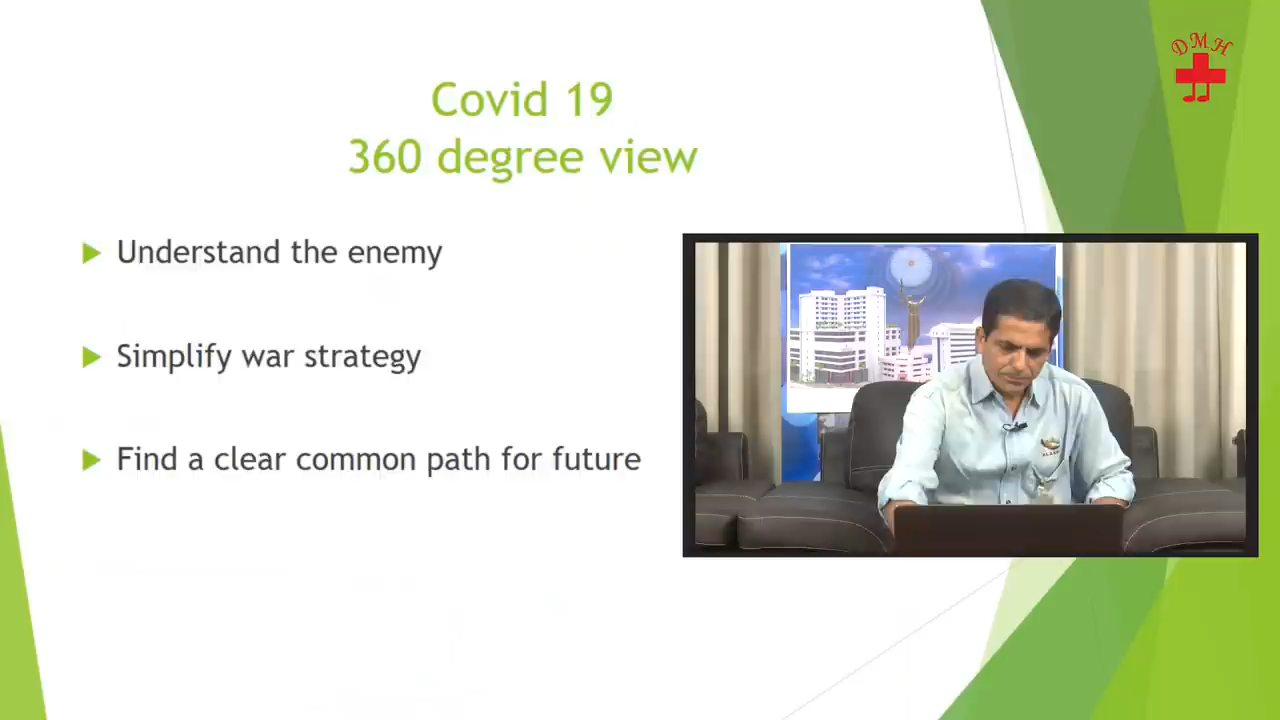 DMH
Covid 19
360 degree view
Understand the enemy
Simplify war strategy
Find a clear common path for future